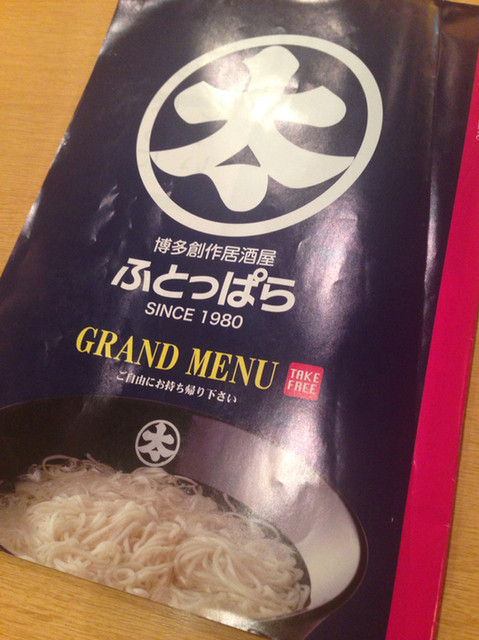 太
博多創作居酒屋
ふとっぱら
SINCE 1980
GRAND MENU
TAKE
FREE
ご自由にお持ち帰り下さい
太